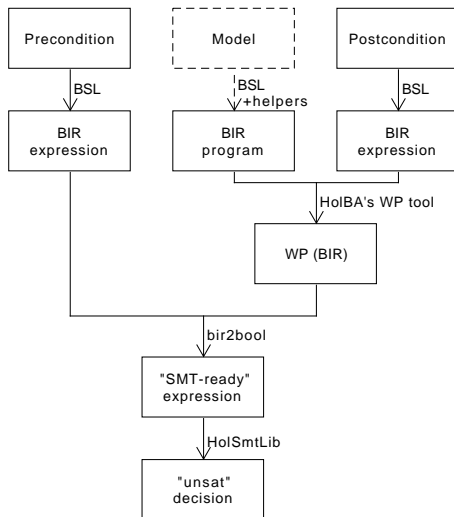 Precondition
Model
Postcondition
BSL
BSL
+helpers
BSL
BIR
expression
BIR
program
BIR
expression
HolBA's WP tool
WP (BIR)
bir2bool
"SMT-ready"
expression
HolSmtLib
"unsat"
decision